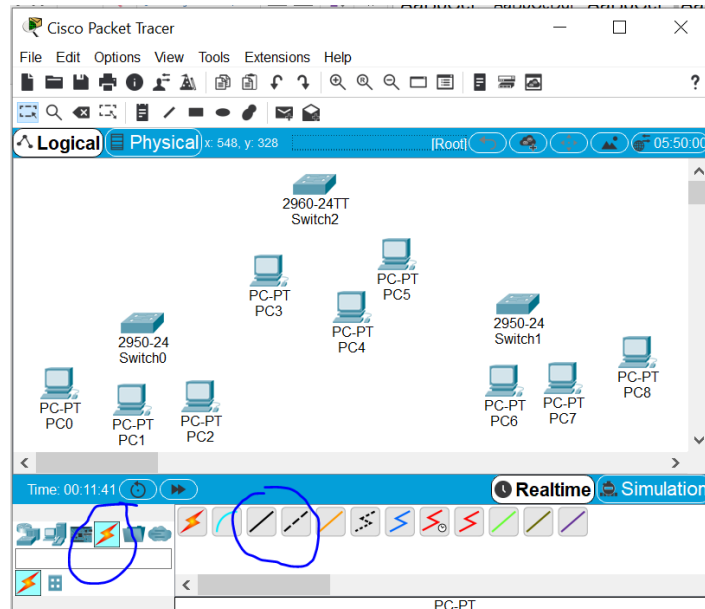 Cisco Packet Tracer
File Edit Options View Tools Extensions Help
?
Logical Physical x: 548, y: 328 [Root] 05:50:00
2960-24TT
Switch2
PC-PT
PC5
PC-PT
PC3
PC-PT
PC4
2950-24
Switch1
2950-24
Switch0
PC-PT
PC8
PC-PT
PC0
PC-PT
PC1
PC-PT
PC2
PC-PT
PC6
PC-PT
PC7
Time: 00:11:41 Realtime Simulation
PC-PT